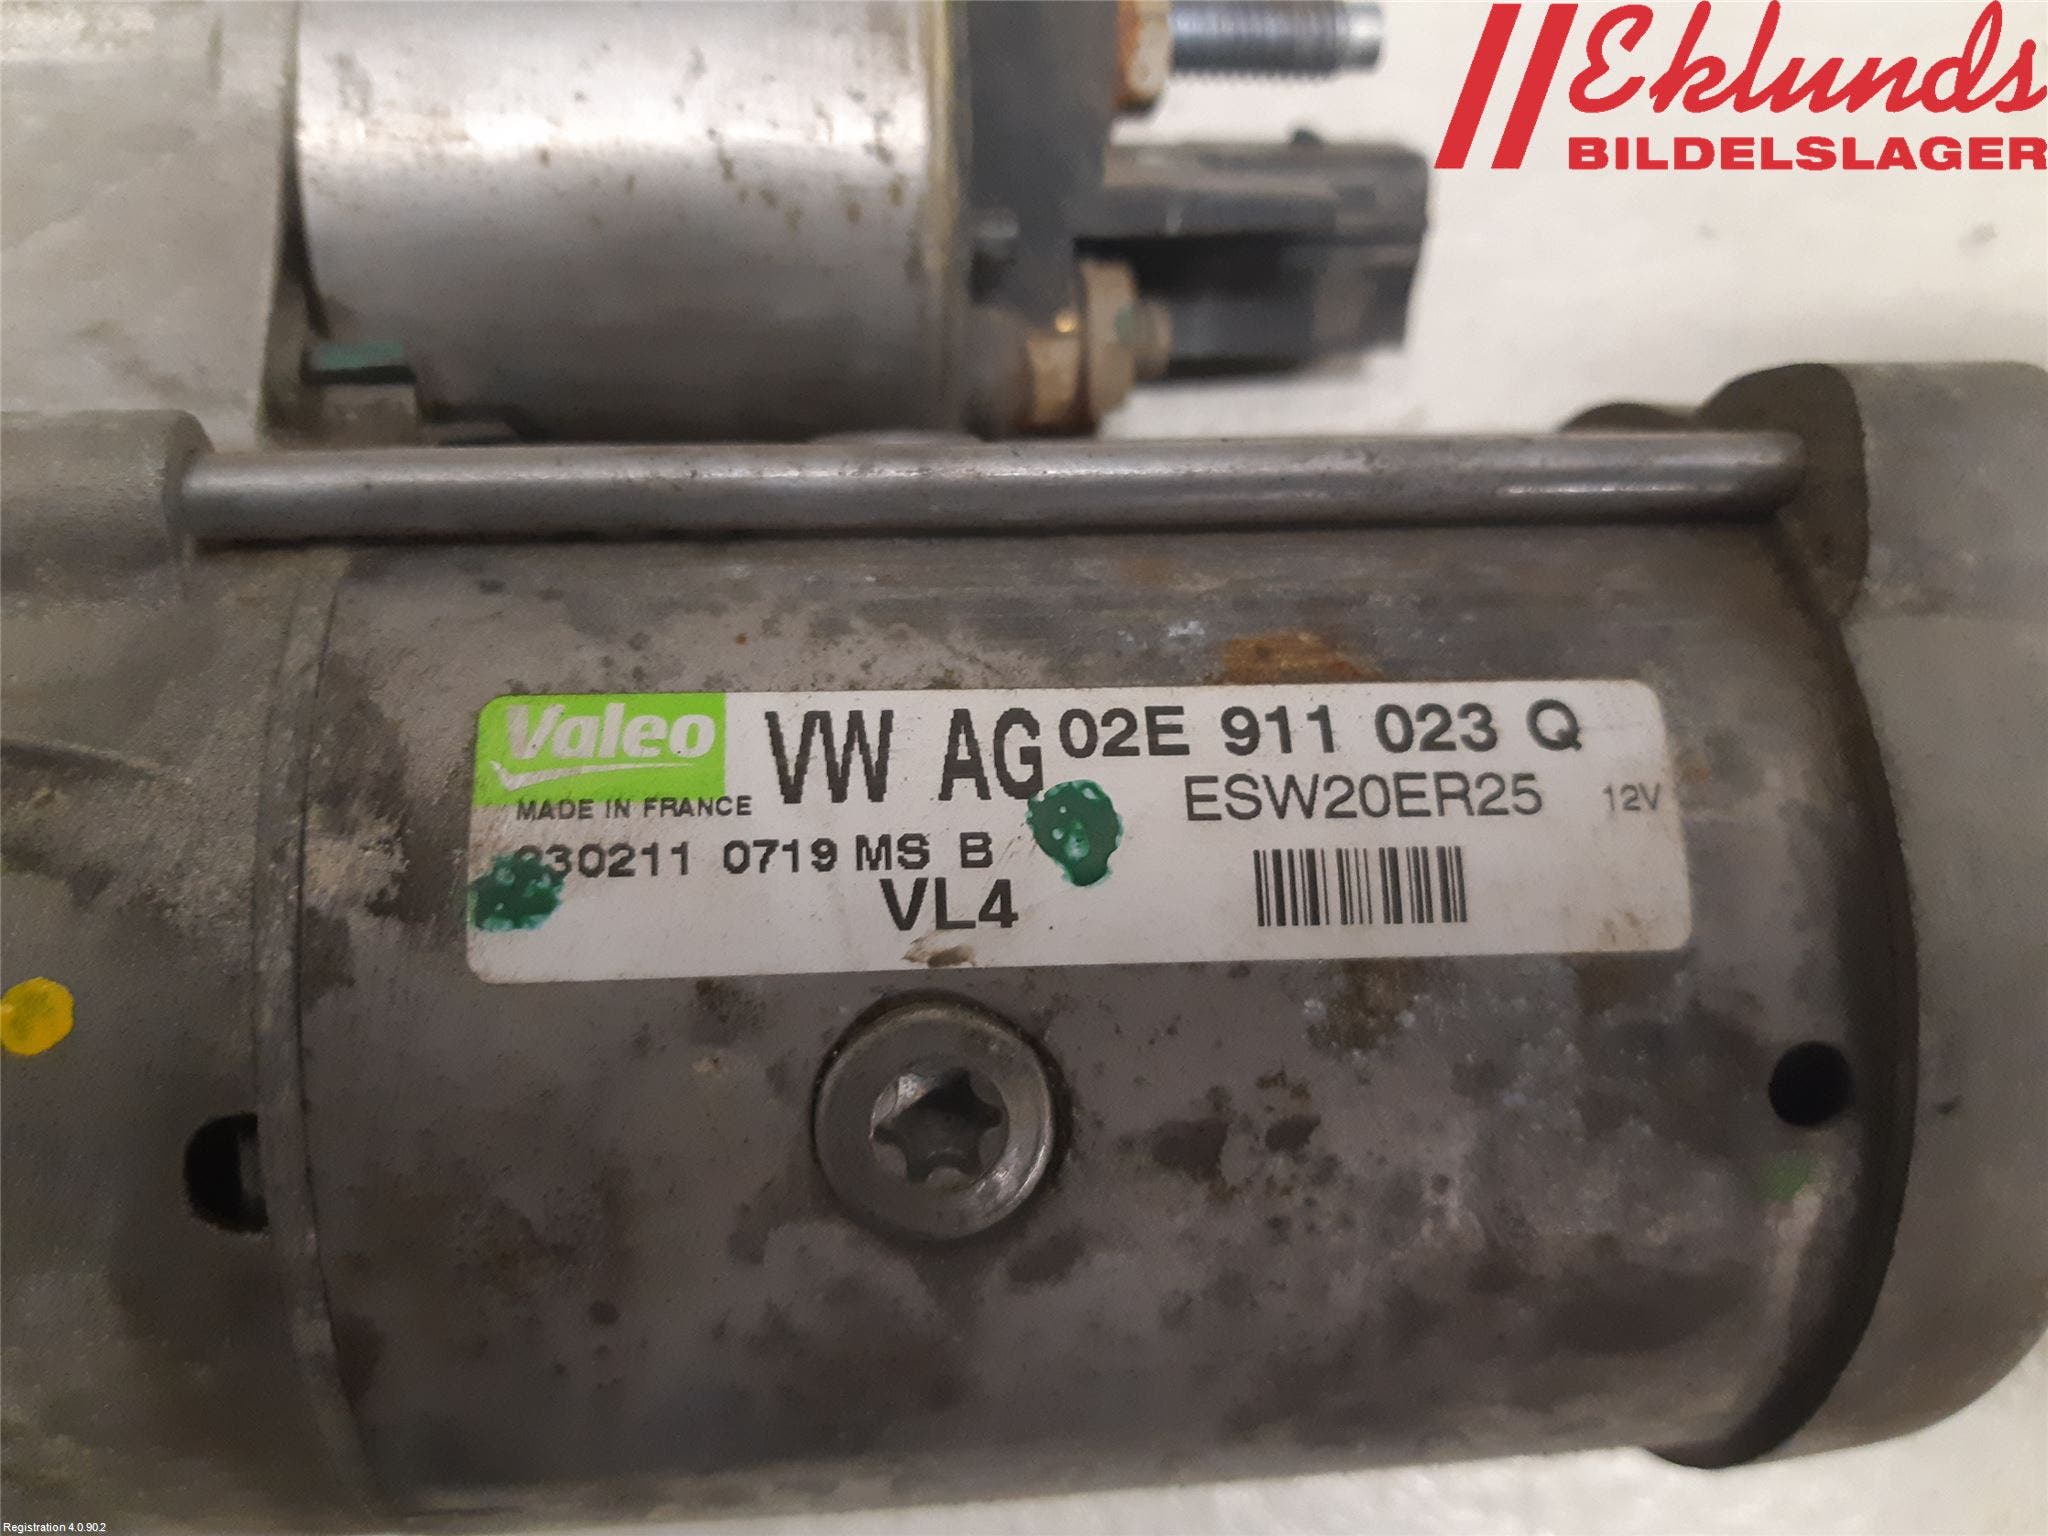 Eklunds
BILDELSLAGER
Valeo
VW AG 02E 911 023 Q
MADE IN FRANCE
ESW20ER25 12V
0719 MS B
VL4
Registration 4.0.90.2